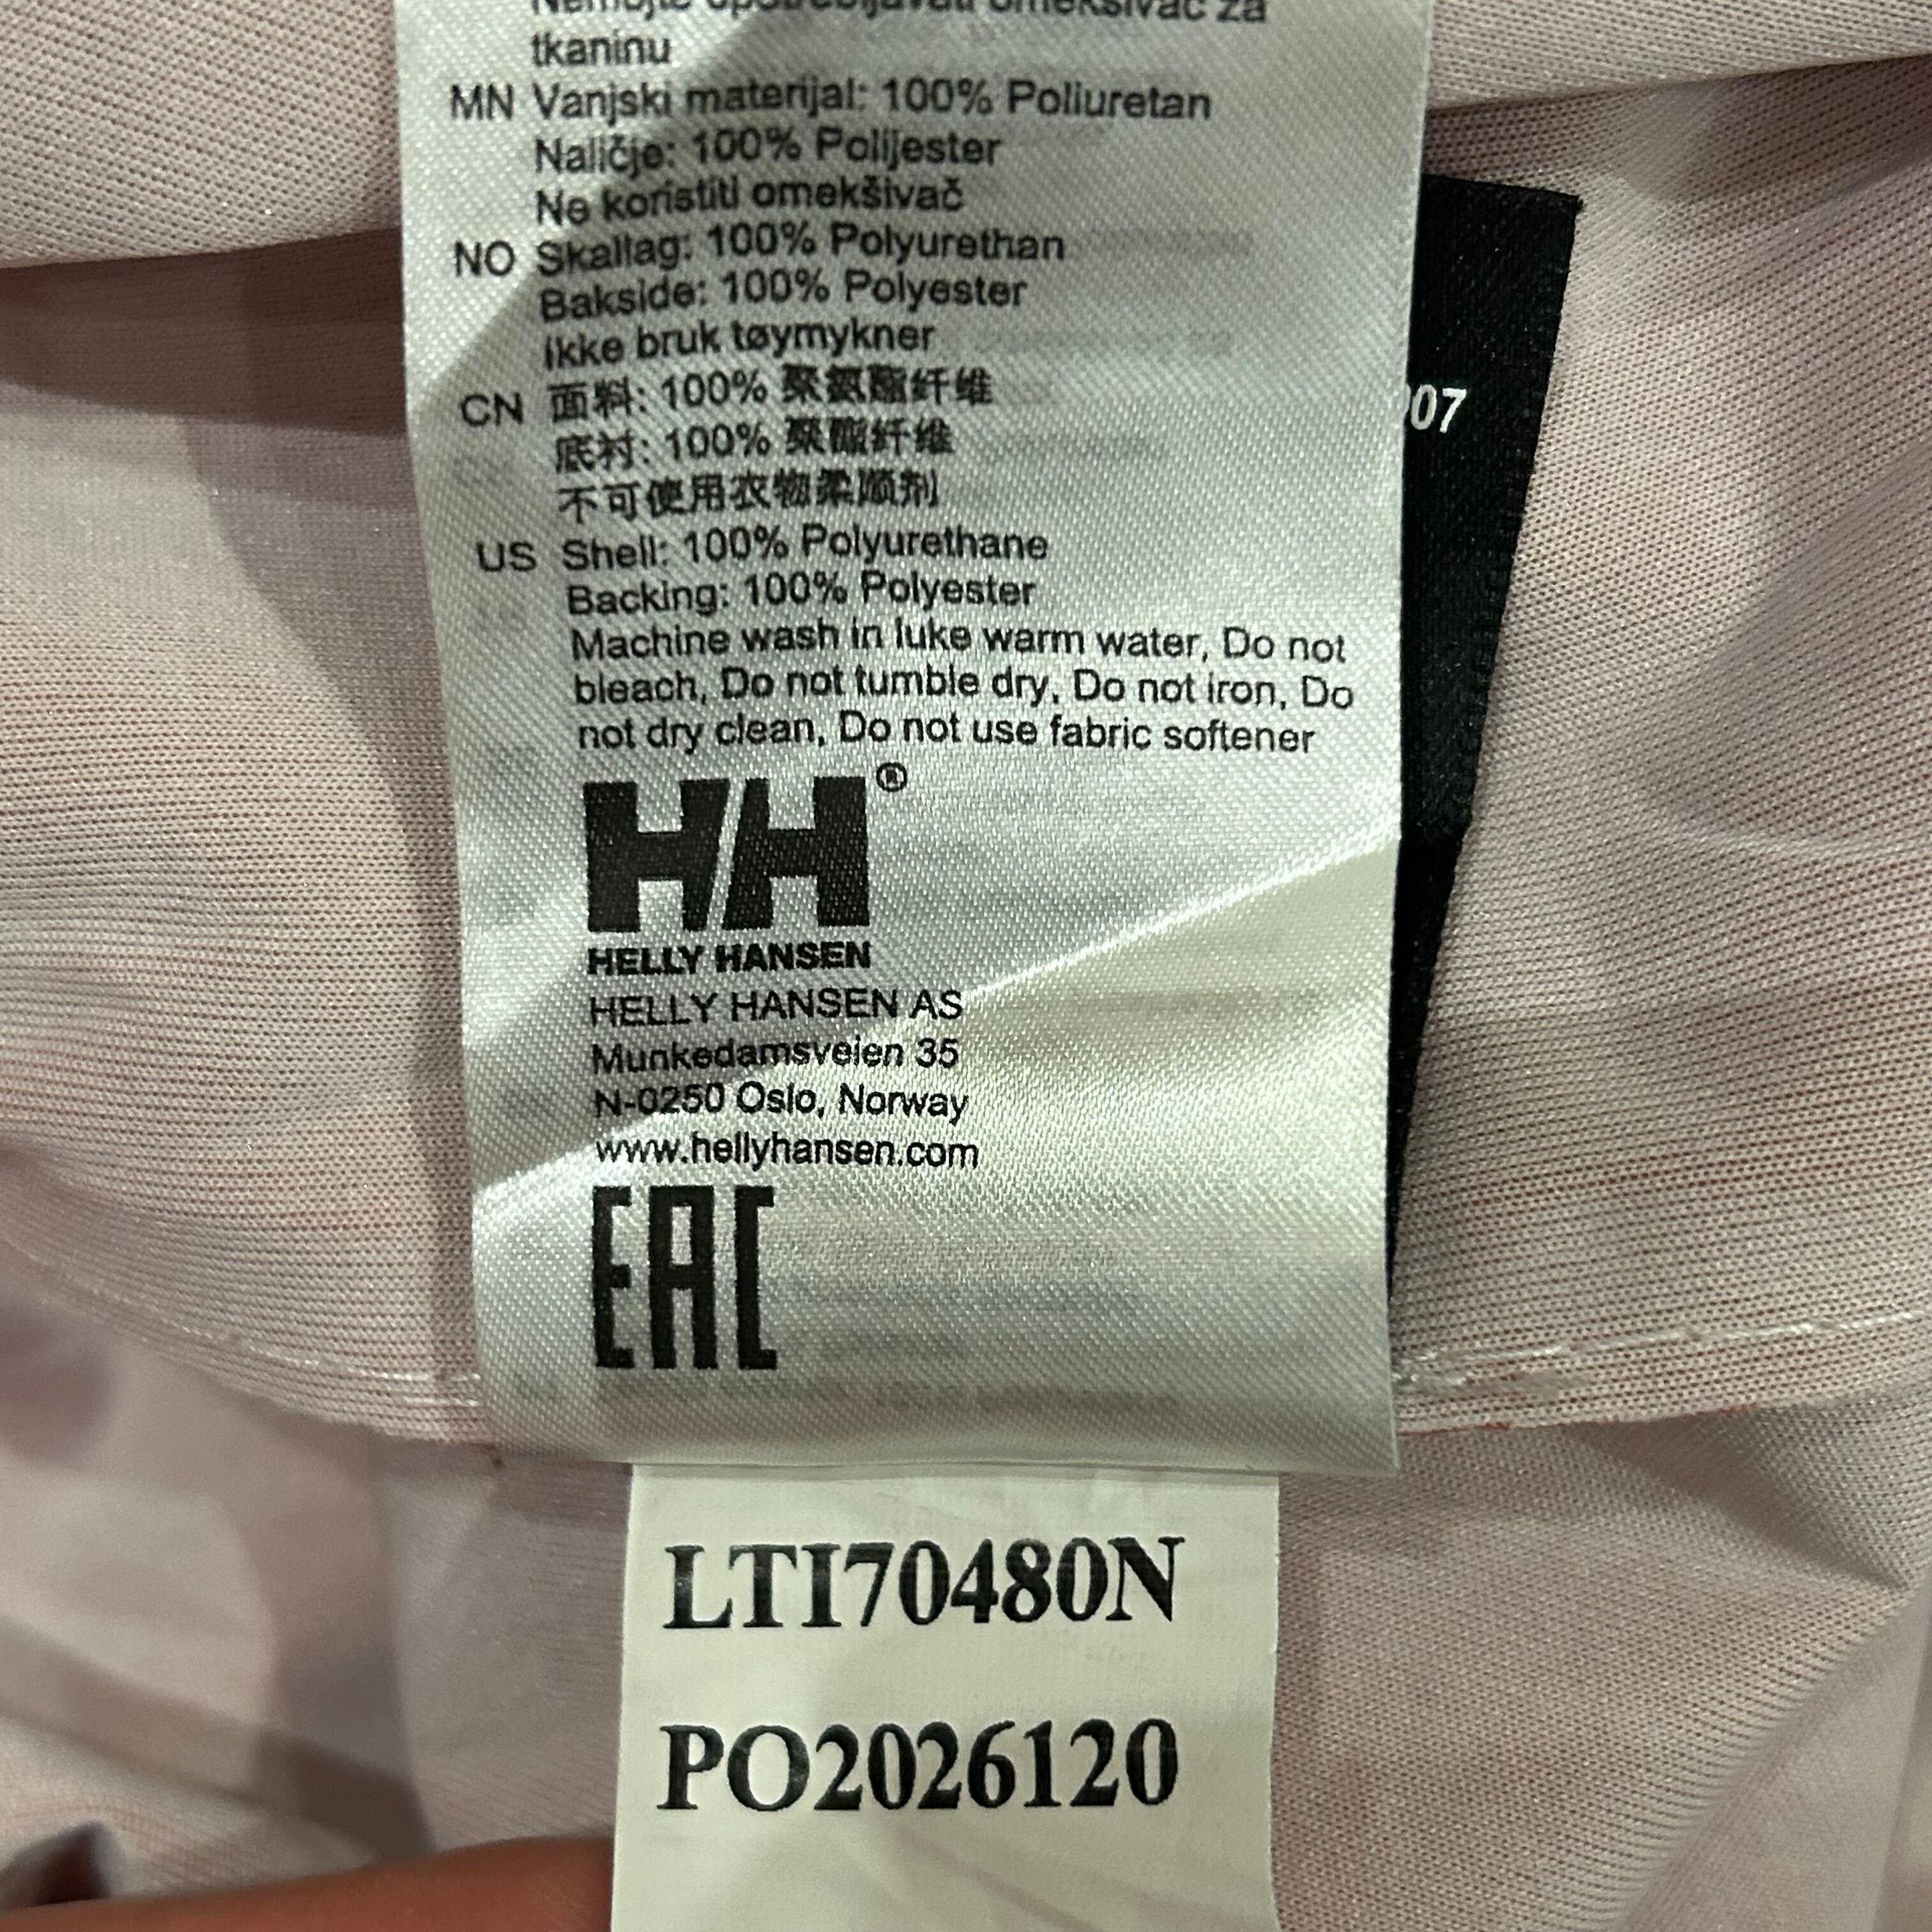 Nemojte upotrebljavati omekšivač za
tkaninu
MN Vanjski materijal: 100% Poliuretan
Naličje: 100% Polijester
Ne koristiti omekšivač
NO Skallag: 100% Polyurethan
Bakside: 100% Polyester
Ikke bruk tøymykner
CN 面料: 100% 聚氨酯纤维
底衬: 100% 聚酯纤维
不可使用衣物柔顺剂
US Shell: 100% Polyurethane
Backing: 100% Polyester
Machine wash in luke warm water, Do not
bleach, Do not tumble dry, Do not iron, Do
not dry clean, Do not use fabric softener
HH®
HELLY HANSEN
HELLY HANSEN AS
Munkedamsveien 35
N-0250 Oslo, Norway
www.hellyhansen.com
EAC
07
LTI70480N
PO2026120